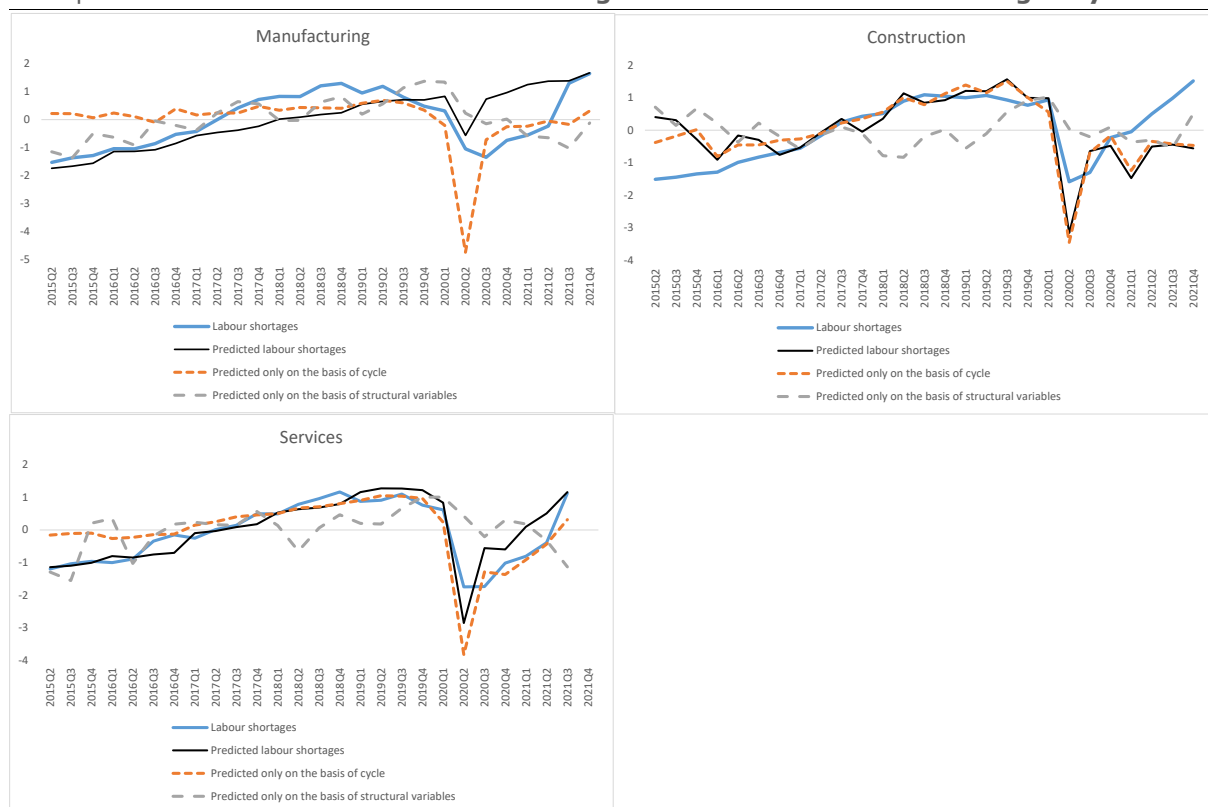 Manufacturing
2
1
0
-1
-2
-3
-4
-5
2015Q2
2015Q3
2015Q4
2016Q1
2016Q2
2016Q3
2016Q4
2017Q1
2017Q2
2017Q3
2017Q4
2018Q1
2018Q2
2018Q3
2018Q4
2019Q1
2019Q2
2019Q3
2019Q4
2020Q1
2020Q2
2020Q3
2020Q4
2021Q1
2021Q2
2021Q3
2021Q4
Labour shortages
Predicted labour shortages
Predicted only on the basis of cycle
Predicted only on the basis of structural variables
Construction
2
1
0
-1
-2
-3
-4
2015Q2
2015Q3
2015Q4
2016Q1
2016Q2
2016Q3
2016Q4
2017Q1
2017Q2
2017Q3
2017Q4
2018Q1
2018Q2
2018Q3
2018Q4
2019Q1
2019Q2
2019Q3
2019Q4
2020Q1
2020Q2
2020Q3
2020Q4
2021Q1
2021Q2
2021Q3
2021Q4
Labour shortages
Predicted labour shortages
Predicted only on the basis of cycle
Predicted only on the basis of structural variables
Services
2
1
0
-1
-2
-3
-4
2015Q2
2015Q3
2015Q4
2016Q1
2016Q2
2016Q3
2016Q4
2017Q1
2017Q2
2017Q3
2017Q4
2018Q1
2018Q2
2018Q3
2018Q4
2019Q1
2019Q2
2019Q3
2019Q4
2020Q1
2020Q2
2020Q3
2020Q4
2021Q1
2021Q2
2021Q3
2021Q4
Labour shortages
Predicted labour shortages
Predicted only on the basis of cycle
Predicted only on the basis of structural variables